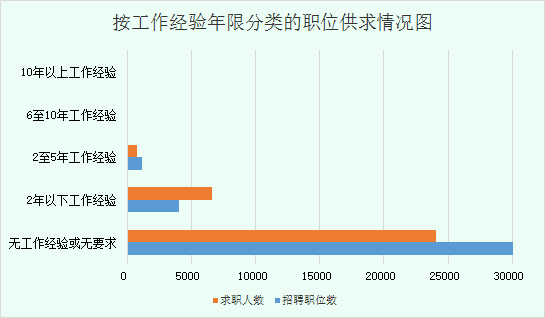 按工作经验年限分类的职位供求情况图
10年以上工作经验
6至10年工作经验
2至5年工作经验
2年以下工作经验
无工作经验或无要求
0 5000 10000 15000 20000 25000 30000
求职人数 招聘职位数